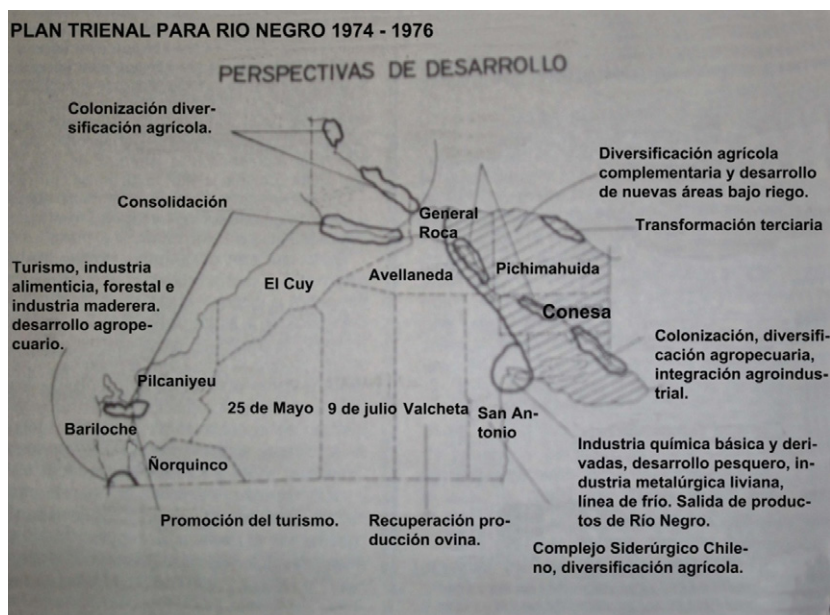 PLAN TRIENAL PARA RIO NEGRO 1974 - 1976
PERSPECTIVAS DE DESARROLLO
Colonización diver-
sificación agrícola.
Diversificación agrícola
complementaria y desarrollo
de nuevas áreas bajo riego.
Consolidación
General
Roca
Transformación terciaria
Turismo, industria
alimenticia, forestal e
industria maderera.
desarrollo agrope-
cuario.
El Cuy
Avellaneda
Pichimahuida
Conesa
Colonización, diversifi-
cación agropecuaria,
integración agroindus-
trial.
Pilcaniyeu
Bariloche
25 de Mayo
9 de julio
Valcheta
San An-
tonio
Ñorquinco
Industria química básica y deri-
vadas, desarrollo pesquero, in-
dustria metalúrgica liviana,
línea de frío. Salida de produc-
tos de Río Negro.
Promoción del turismo.
Recuperación pro-
ducción ovina.
Complejo Siderúrgico Chile-
no, diversificación agrícola.